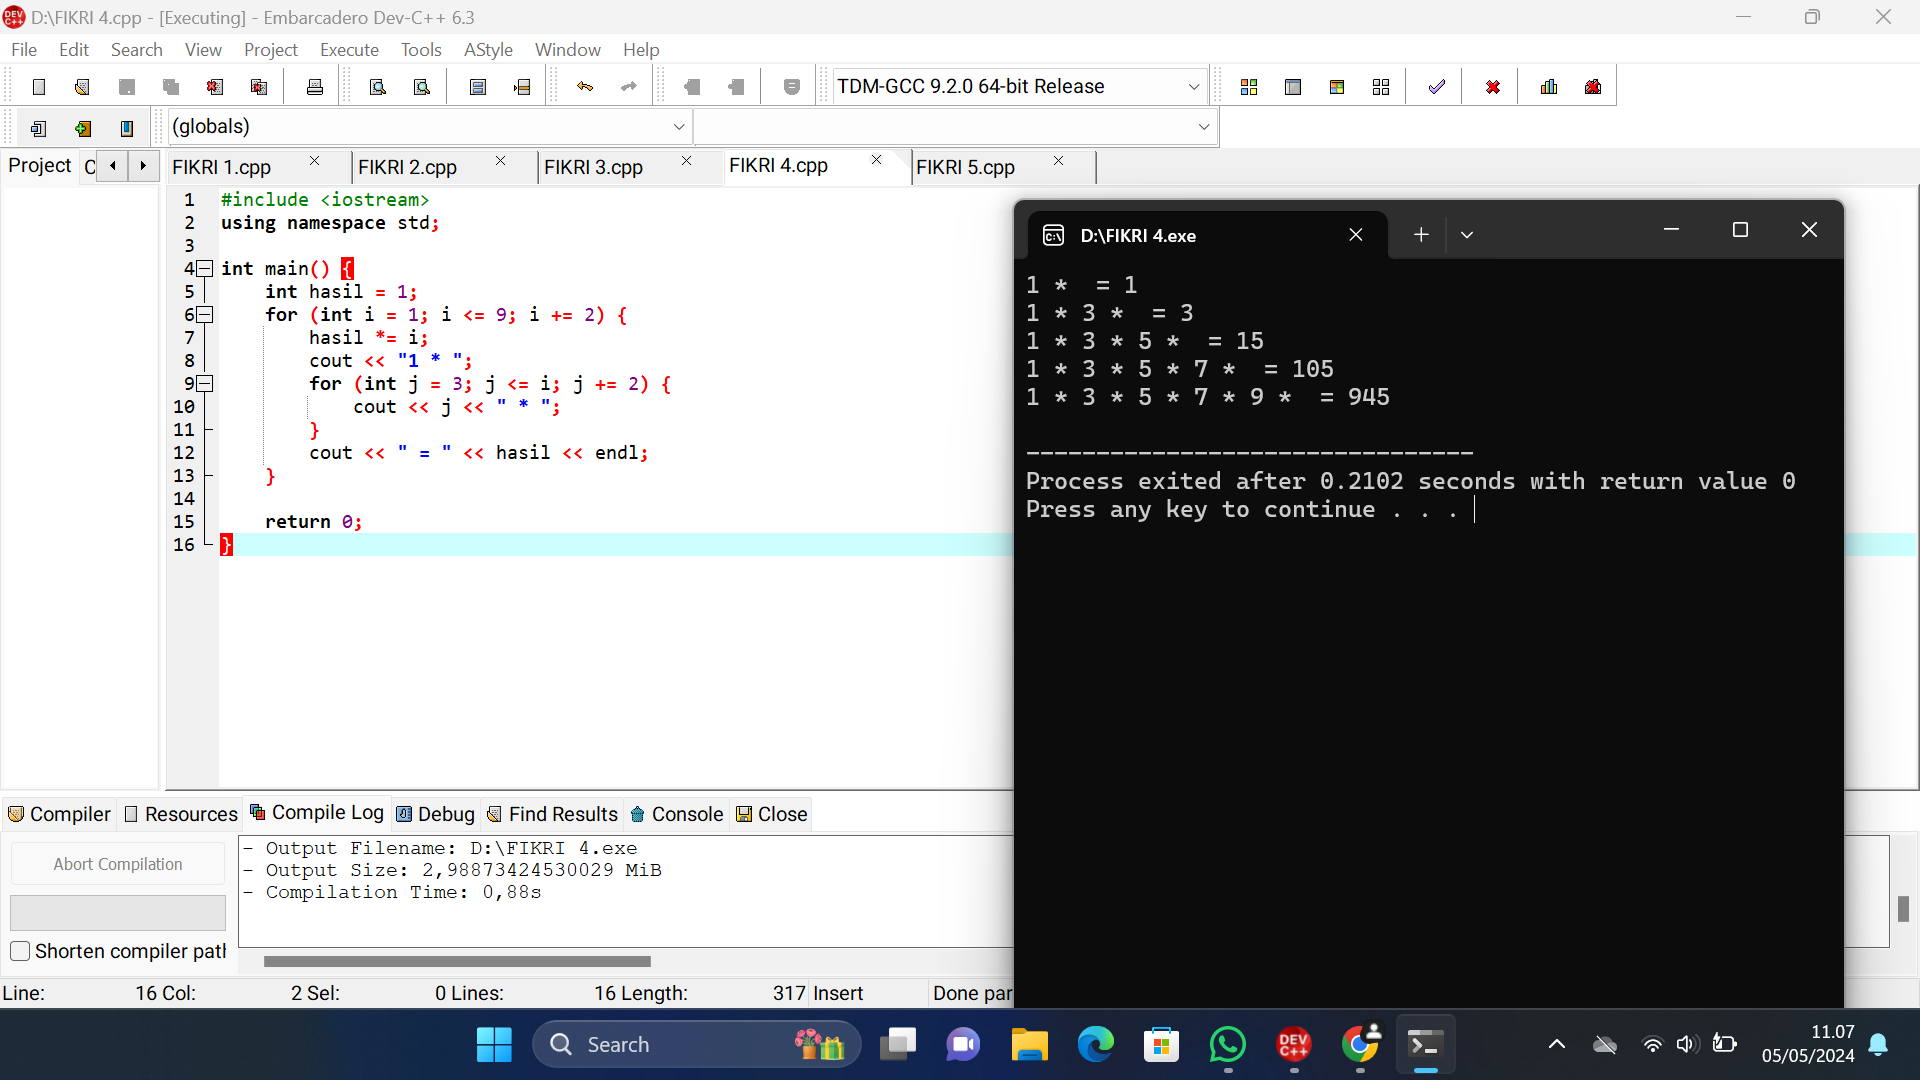 D:\FIKRI 4.cpp - [Executing] - Embarcadero Dev-C++ 6.3
File Edit Search View Project Execute Tools AStyle Window Help
TDM-GCC 9.2.0 64-bit Release
(globals)
Project C
FIKRI 1.cpp FIKRI 2.cpp FIKRI 3.cpp FIKRI 4.cpp FIKRI 5.cpp
1 #include <iostream>
2 using namespace std;
3
4 int main() {
5 int hasil = 1;
6 for (int i = 1; i <= 9; i += 2) {
7 hasil *= i;
8 cout << "1 * ";
9 for (int j = 3; j <= i; j += 2) {
10 cout << j << " * ";
11 }
12 cout << " = " << hasil << endl;
13 }
14
15 return 0;
16 }
D:\FIKRI 4.exe
1 *  = 1
1 * 3 *  = 3
1 * 3 * 5 *  = 15
1 * 3 * 5 * 7 *  = 105
1 * 3 * 5 * 7 * 9 *  = 945
--------------------------------
Process exited after 0.2102 seconds with return value 0
Press any key to continue . . .
Compiler Resources Compile Log Debug Find Results Console Close
Abort Compilation
Shorten compiler path
- Output Filename: D:\FIKRI 4.exe
- Output Size: 2,98873424530029 MiB
- Compilation Time: 0,88s
Line: 16 Col: 2 Sel: 0 Lines: 16 Length: 317 Insert Done par
Search
DEV C++
11.07
05/05/2024